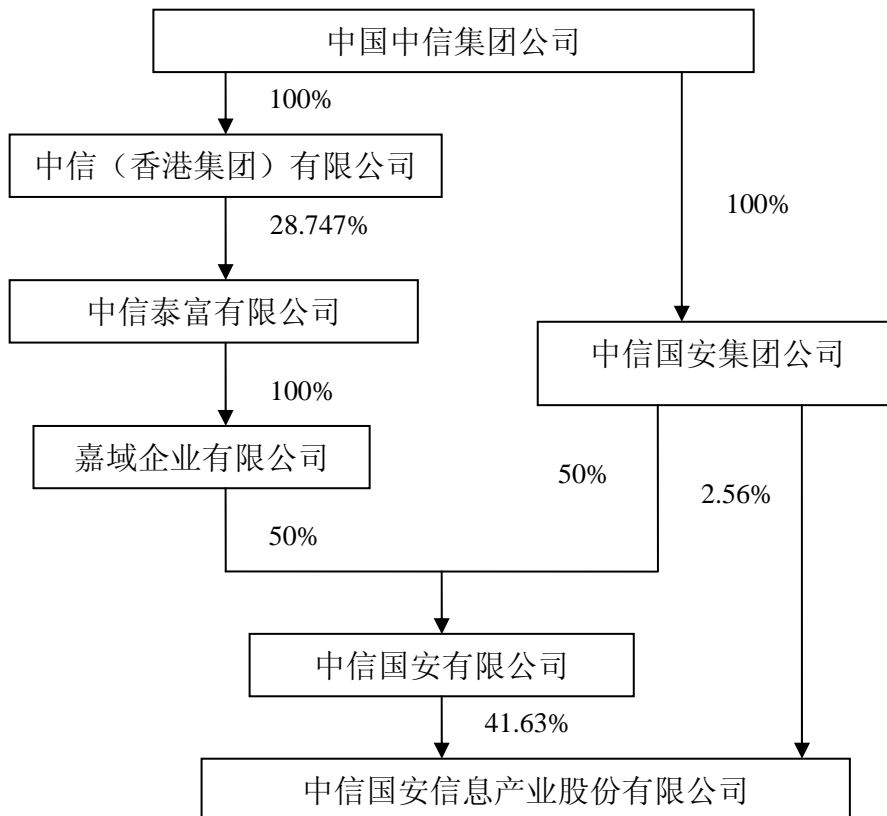 中国中信集团公司
100%
中信（香港集团）有限公司
28.747%
100%
中信泰富有限公司
中信国安集团公司
100%
嘉域企业有限公司
50%
2.56%
50%
中信国安有限公司
41.63%
中信国安信息产业股份有限公司